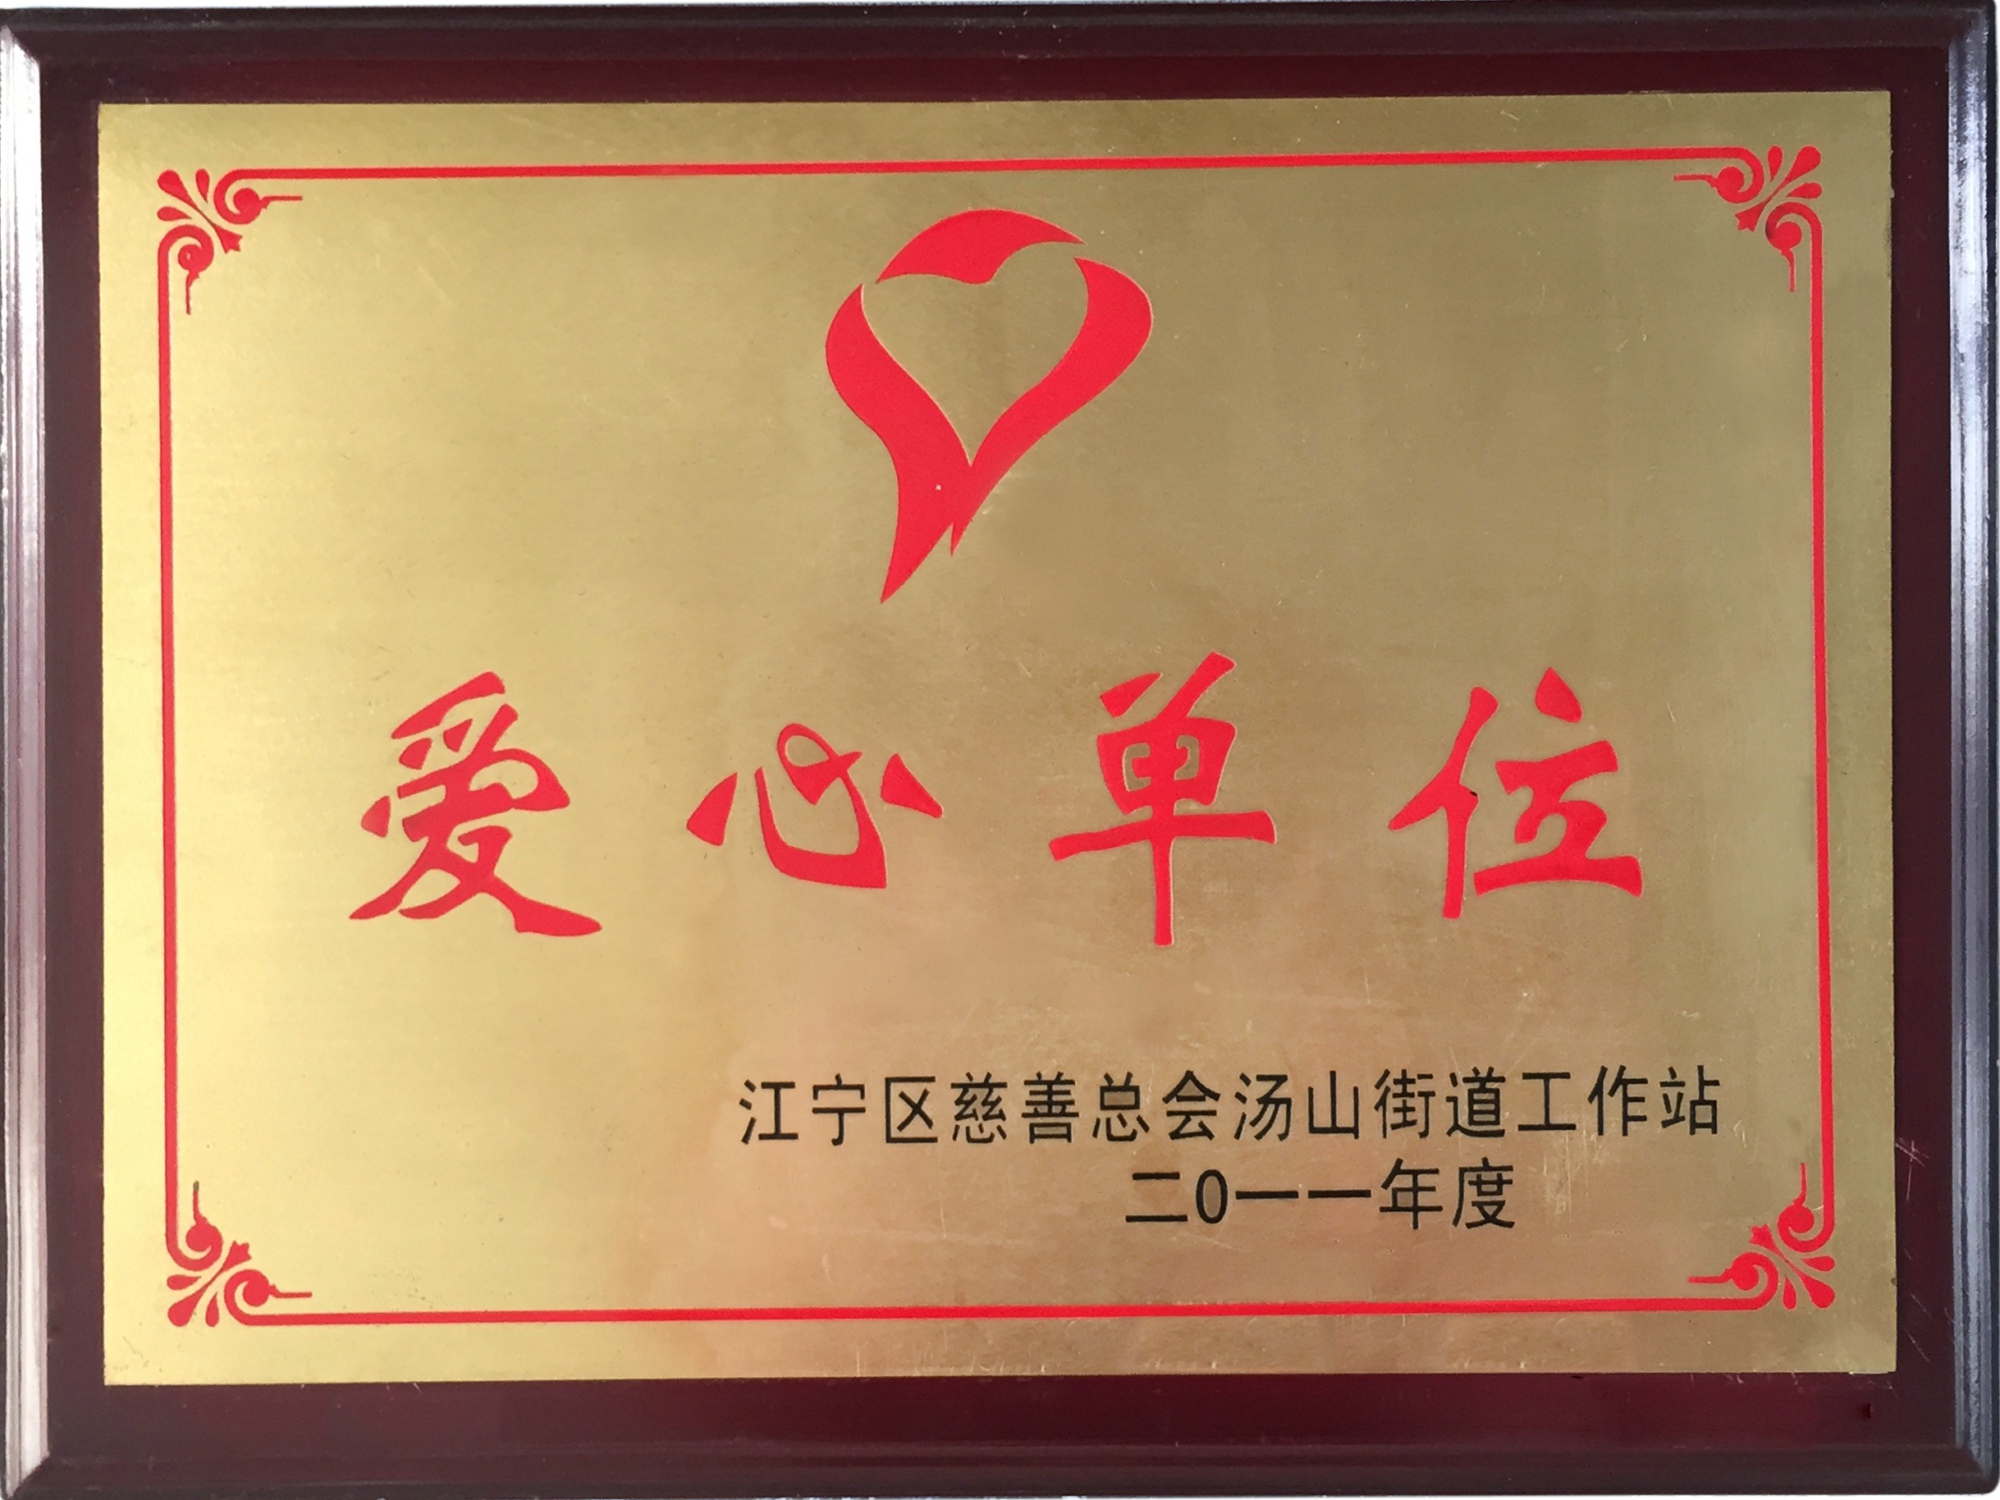 爱心单位
江宁区慈善总会汤山街道工作站
二0一一年度